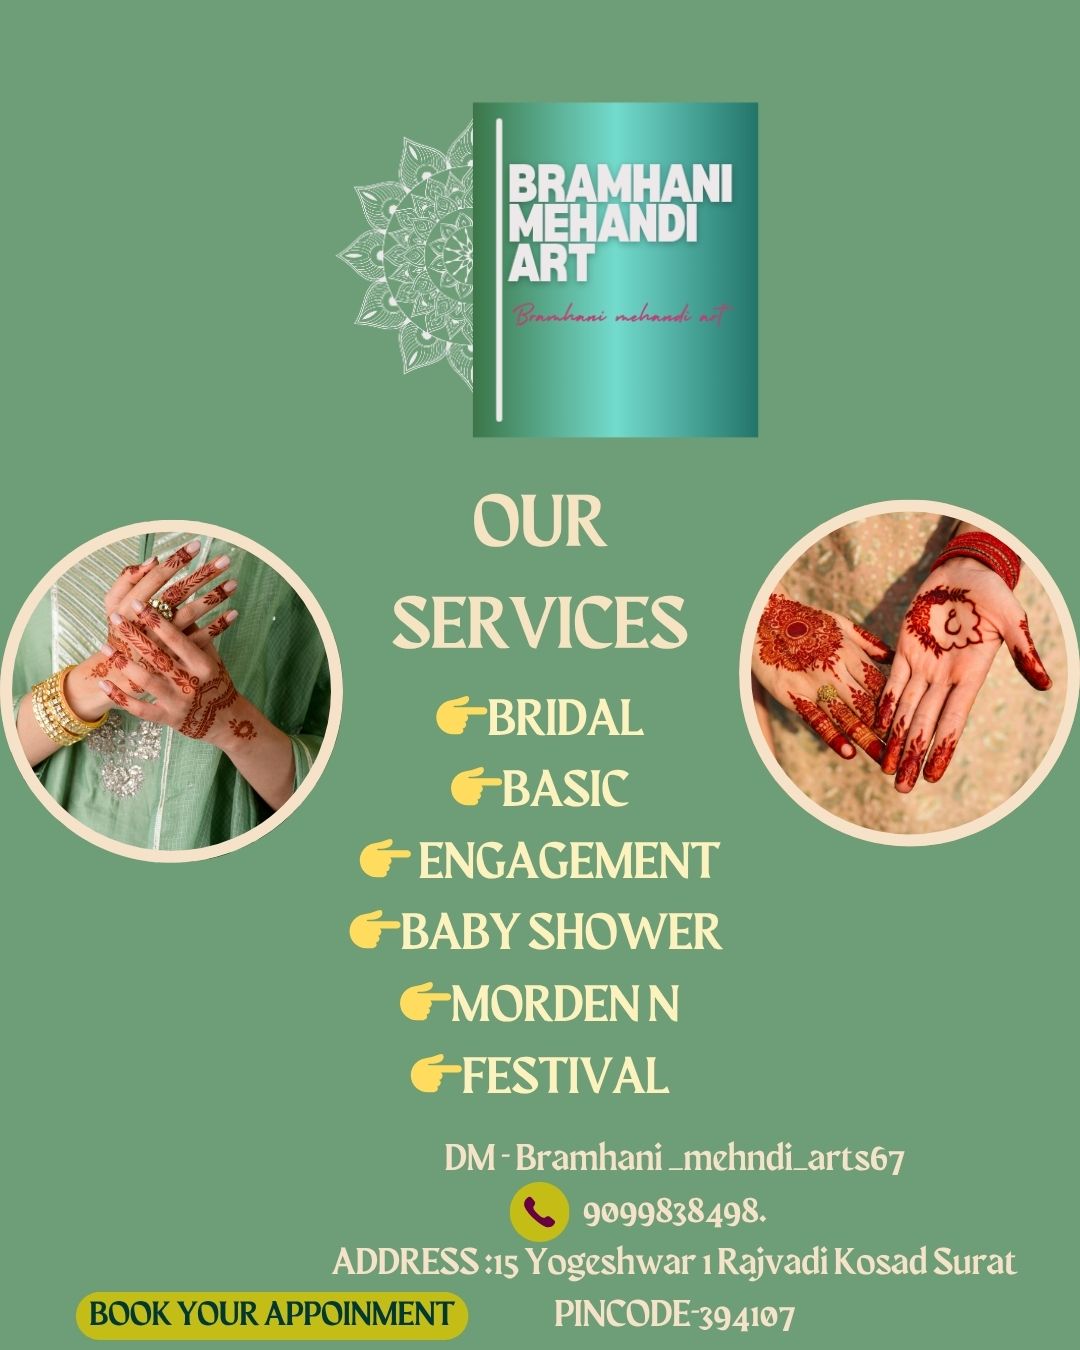 BRAMHANI
MEHANDI
ART
Bramhani mehandi art
OUR
SERVICES
👉BRIDAL
👉BASIC
👉 ENGAGEMENT
👉BABY SHOWER
👉MORDEN N
👉FESTIVAL
DM - Bramhani _mehndi_arts67
9099838498.
ADDRESS :15 Yogeshwar 1 Rajvadi Kosad Surat
PINCODE-394107
BOOK YOUR APPOINMENT